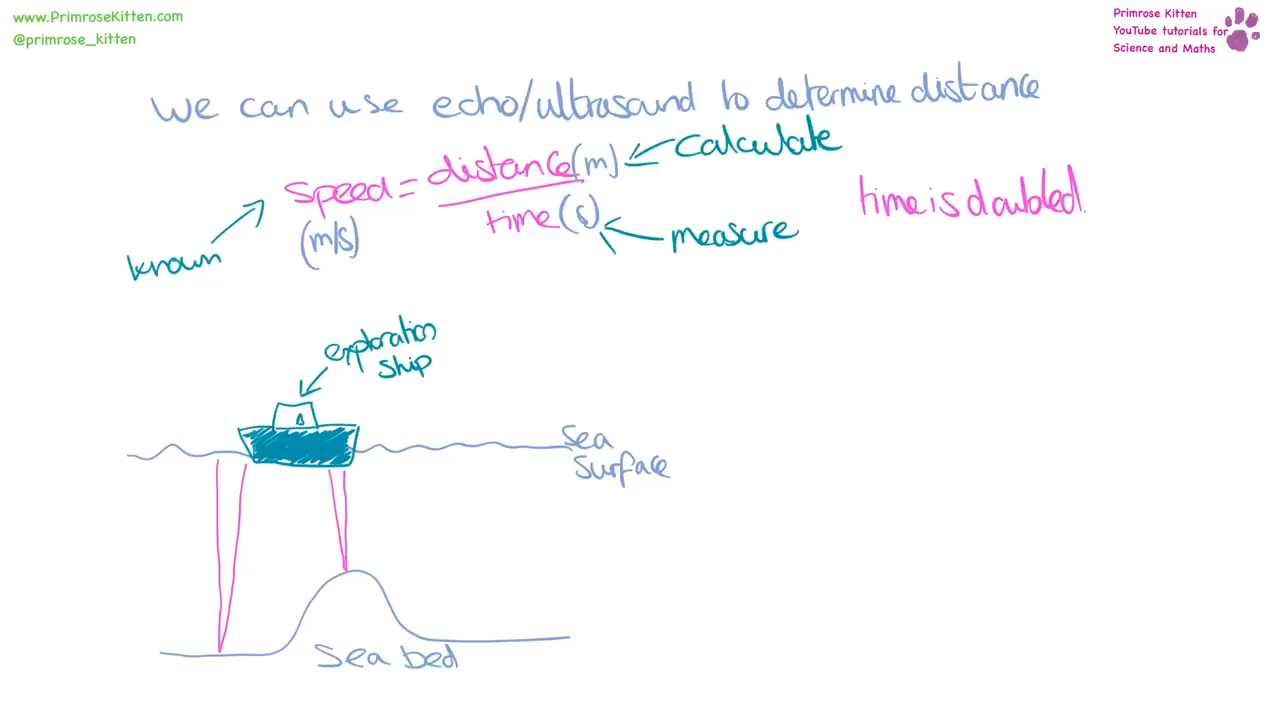 www.PrimroseKitten.com
@primrose_kitten
Primrose Kitten
YouTube tutorials for
Science and Maths
We can use echo/ultrasound to determine distance
calculate
speed = distance (m)
time (s)
(m/s)
time is doubled.
measure
known
exploration
ship
Sea
Surface
Sea bed